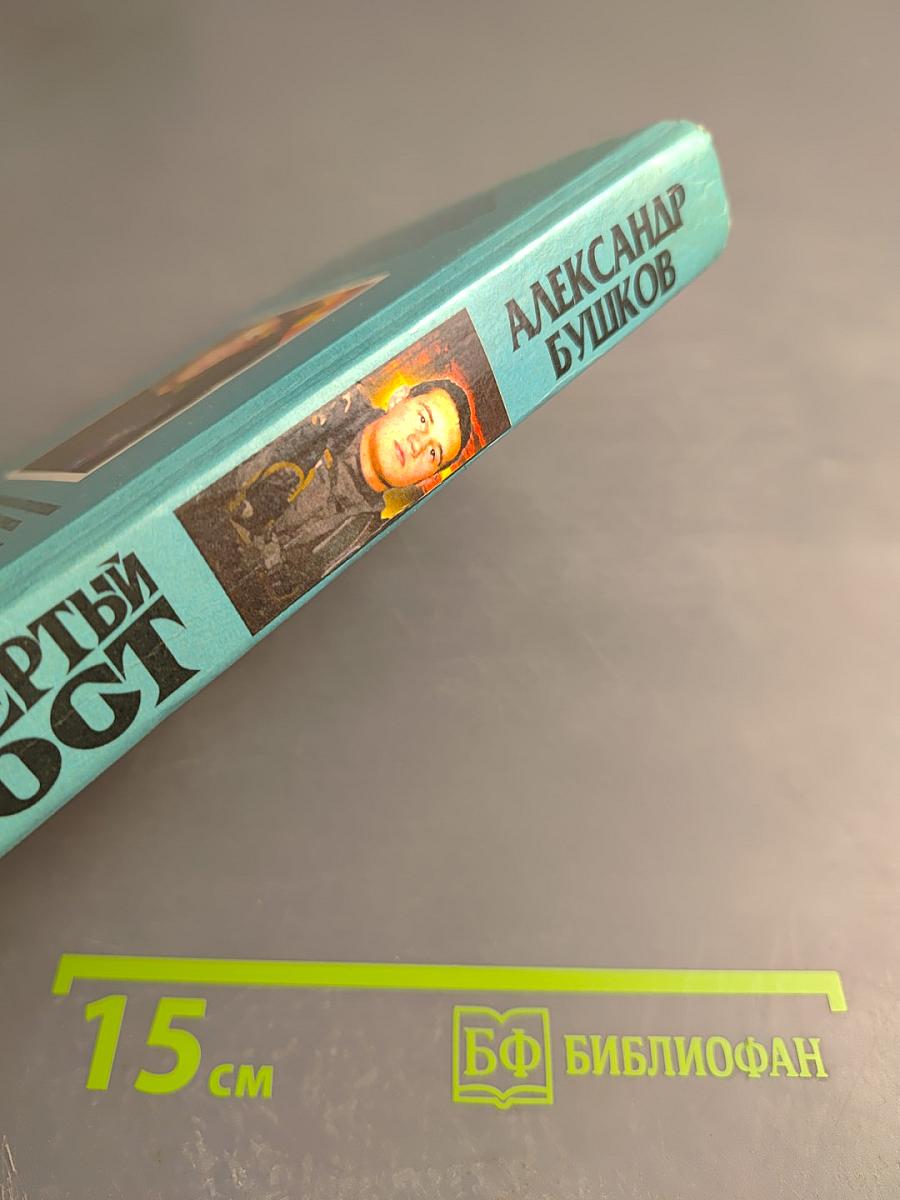 АЛЕКСАНДР
БУШКОВ
ЕРТЫЙ
ОСТ
15 см
БФ БИБЛИОФАН